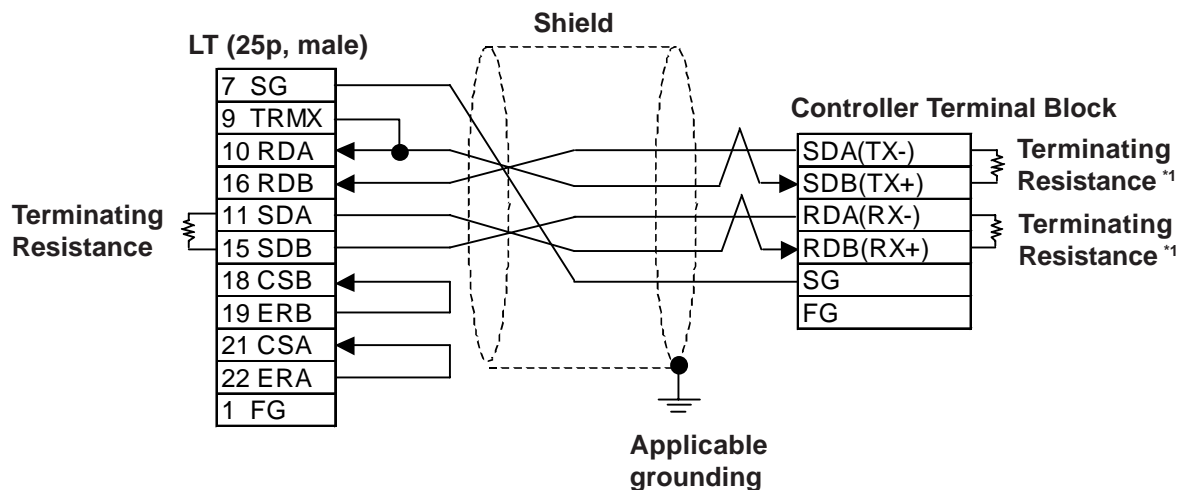 Shield
LT (25p, male)
7 SG
9 TRMX
10 RDA
16 RDB
11 SDA
15 SDB
18 CSB
19 ERB
21 CSA
22 ERA
1 FG
Terminating
Resistance
Controller Terminal Block
SDA(TX-)
SDB(TX+)
RDA(RX-)
RDB(RX+)
SG
FG
Terminating
Resistance *1
Terminating
Resistance *1
Applicable
grounding